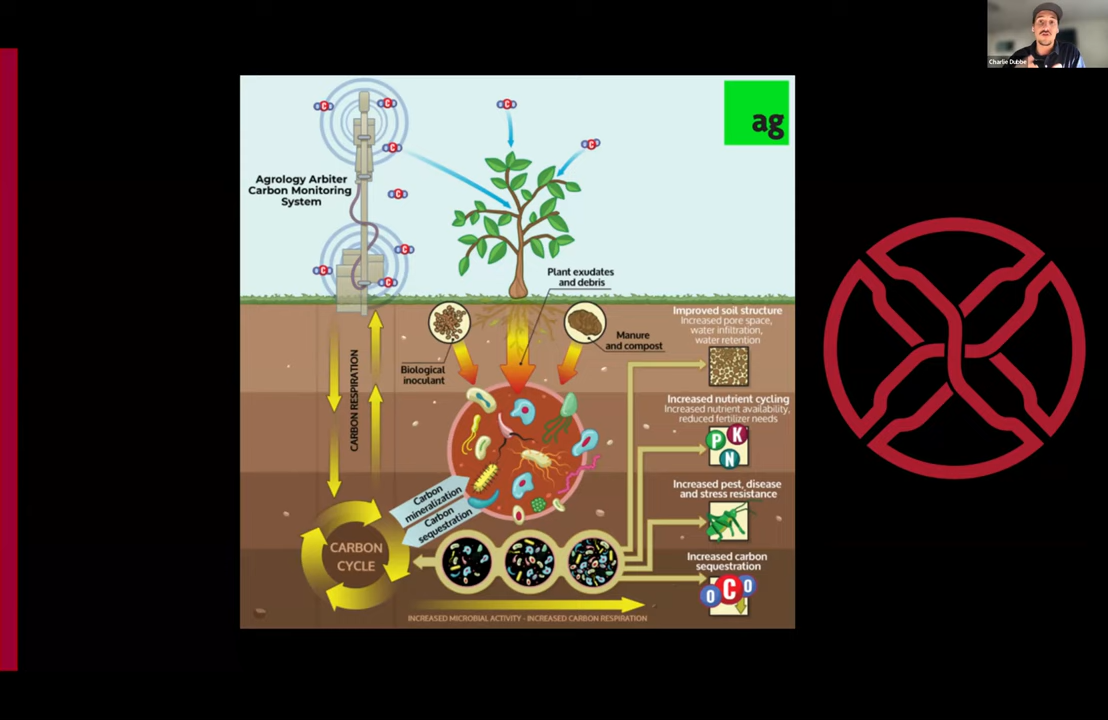 Charlie Dubbe
ag
Agrology Arbiter
Carbon Monitoring
System
Plant exudates
and debris
Biological
inoculant
Manure
and compost
CARBON RESPIRATION
Improved soil structure
Increased pore space,
water infiltration,
water retention
Increased nutrient cycling
Increased nutrient availability,
reduced fertilizer needs
P K
N
Increased pest, disease
and stress resistance
Increased carbon
sequestration
O C O
Carbon
mineralization
Carbon
sequestration
CARBON
CYCLE
INCREASED MICROBIAL ACTIVITY - INCREASED CARBON RESPIRATION